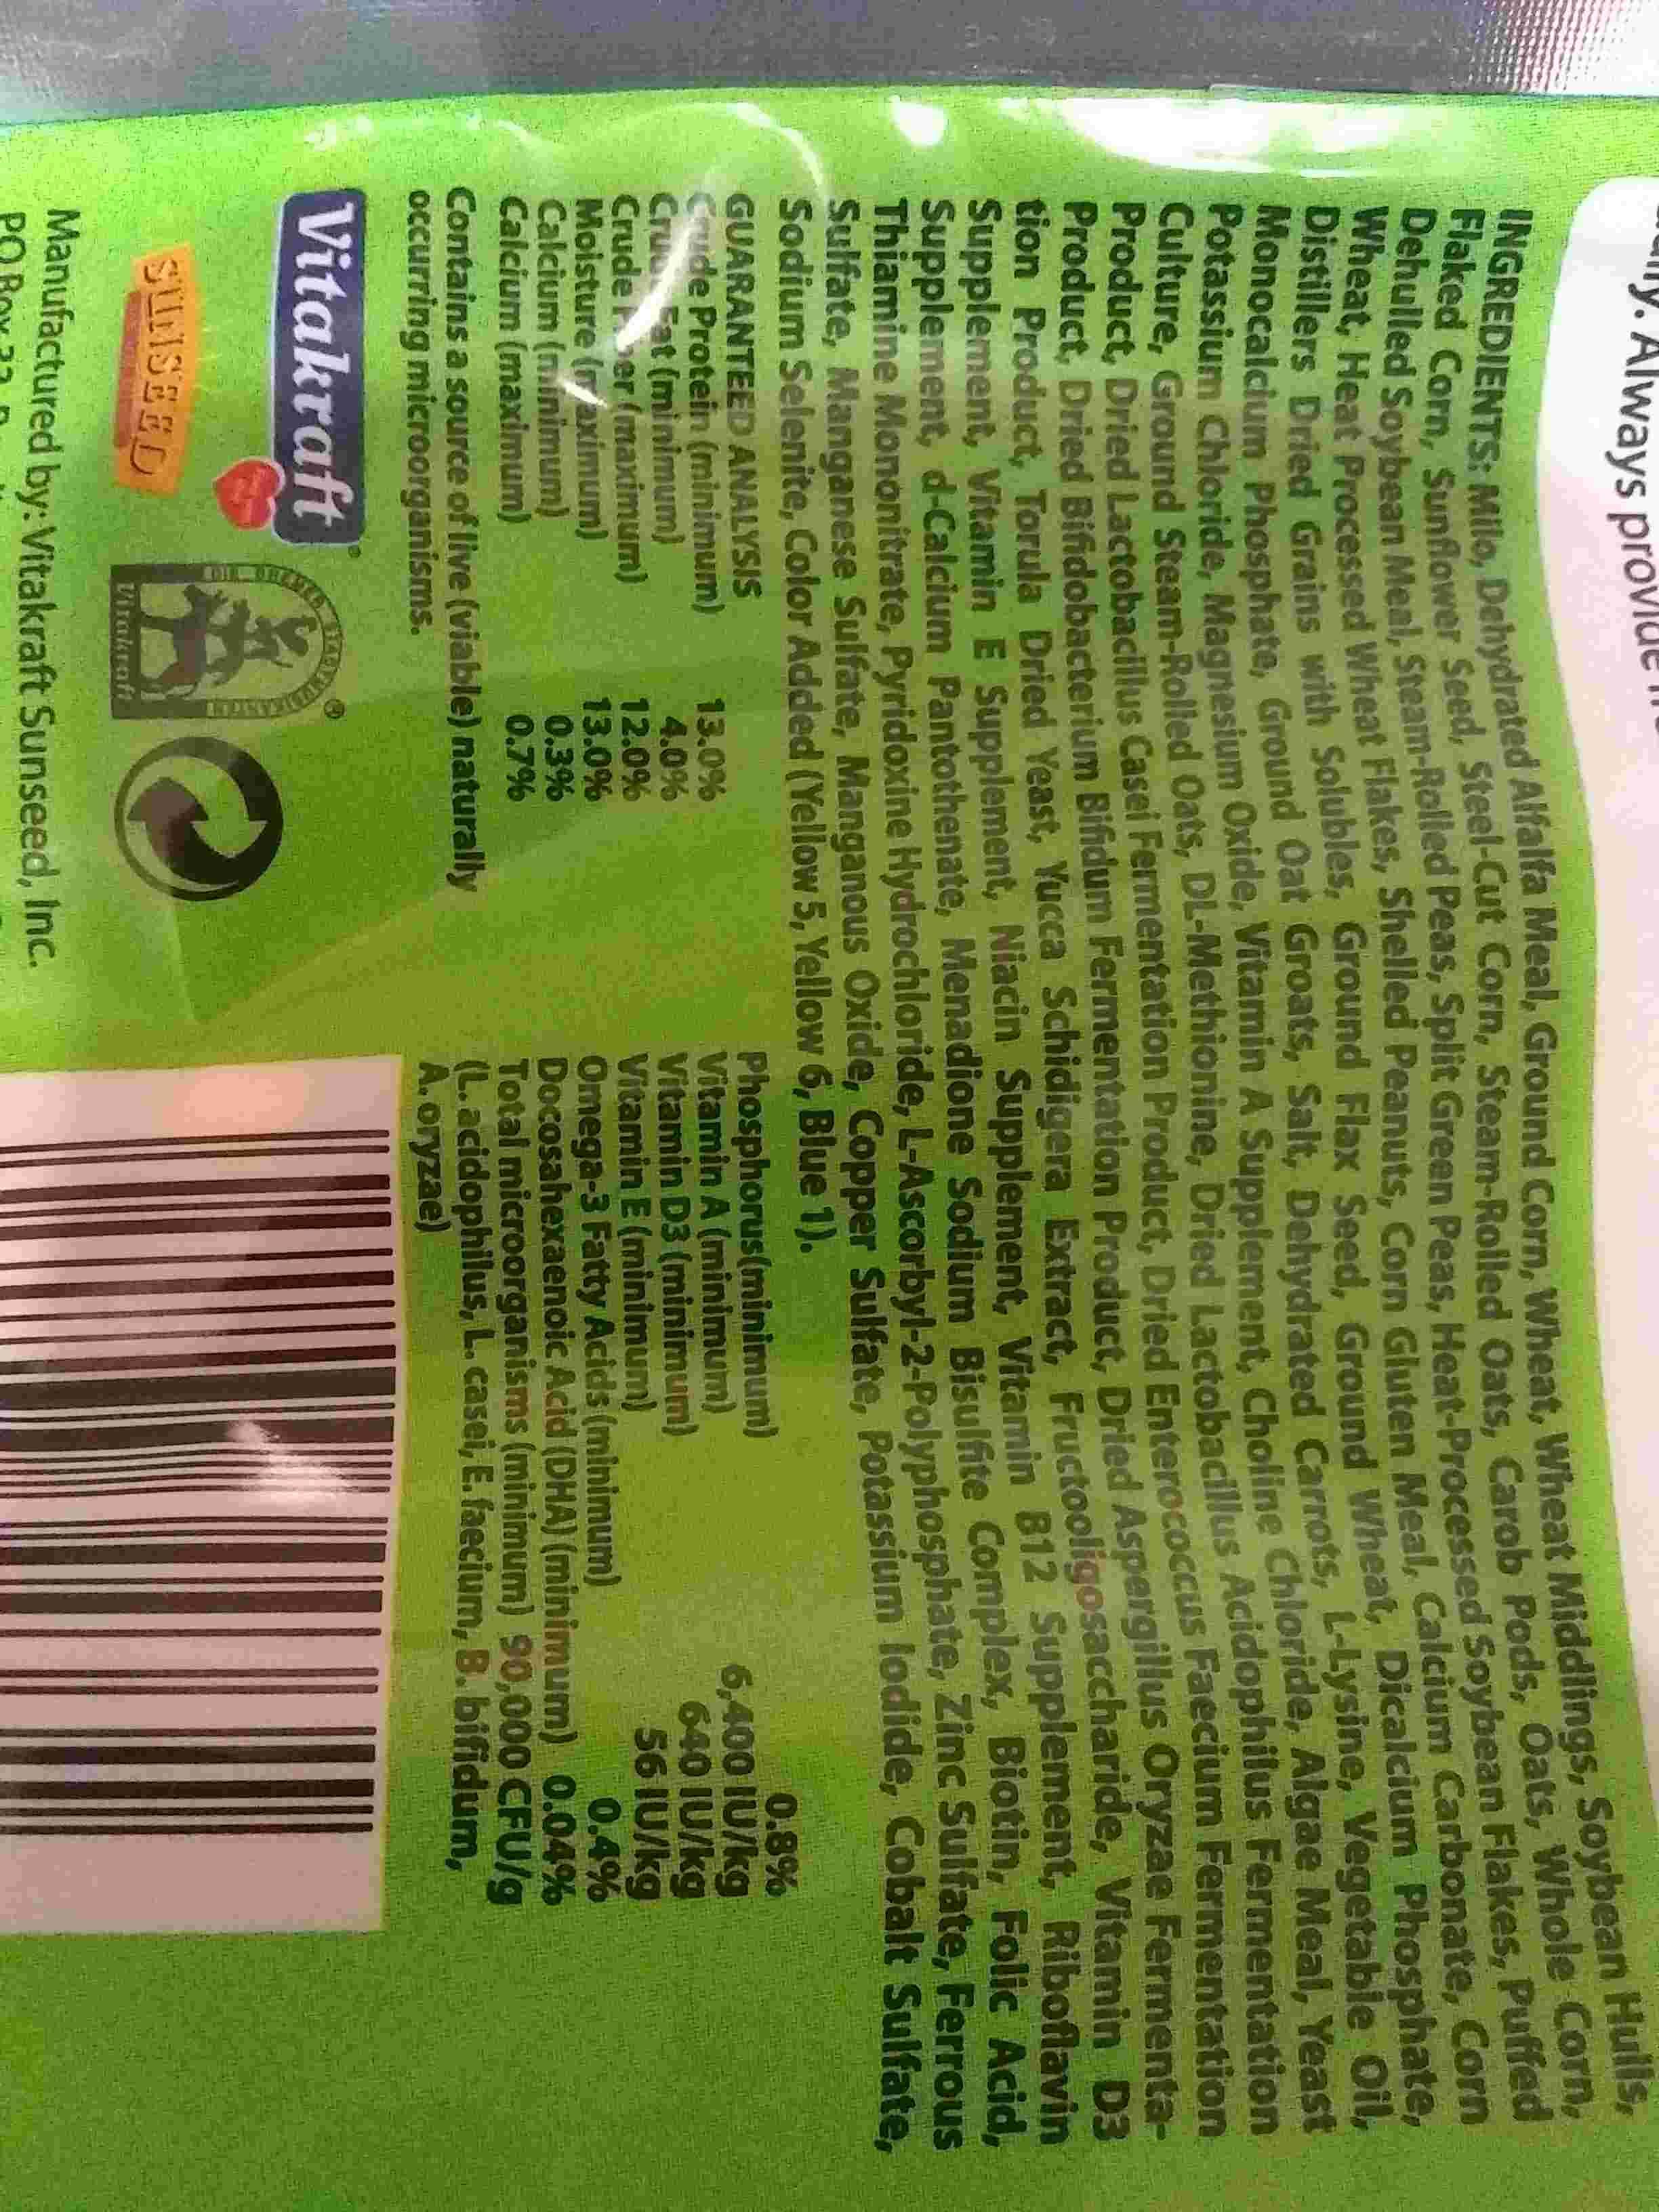 ily. Always provide
INGREDIENTS: Milo, Dehydrated Alfalfa Meal, Ground Corn, Wheat, Wheat Middlings, Soybean Hulls,
Flaked Corn, Sunflower Seed, Steel-Cut Corn, Steam-Rolled Oats, Carob Pods, Oats, Whole Corn,
Dehulled Soybean Meal, Steam-Rolled Peas, Split Green Peas, Heat-Processed Soybean Flakes, Puffed
Wheat, Heat Processed Wheat Flakes, Shelled Peanuts, Corn Gluten Meal, Calcium Carbonate, Corn
Distillers Dried Grains with Solubles, Ground Flax Seed, Ground Wheat, Dicalcium Phosphate,
Monocalcium Phosphate, Ground Oat Groats, Salt, Dehydrated Carrots, L-Lysine, Vegetable Oil,
Potassium Chloride, Magnesium Oxide, Vitamin A Supplement, Choline Chloride, Algae Meal, Yeast
Culture, Ground Steam-Rolled Oats, DL-Methionine, Dried Lactobacillus Acidophilus Fermentation
Product, Dried Lactobacillus Casei Fermentation Product, Dried Enterococcus Faecium Fermentation
Product, Dried Bifidobacterium Bifidum Fermentation Product, Dried Aspergillus Oryzae Fermenta-
tion Product, Torula Dried Yeast, Yucca Schidigera Extract, Fructooligosaccharide, Vitamin D3
Supplement, Vitamin E Supplement, Niacin Supplement, Vitamin B12 Supplement, Riboflavin
Supplement, d-Calcium Pantothenate, Menadione Sodium Bisulfite Complex, Biotin, Folic Acid,
Thiamine Mononitrate, Pyridoxine Hydrochloride, L-Ascorbyl-2-Polyphosphate, Zinc Sulfate, Ferrous
Sulfate, Manganese Sulfate, Manganous Oxide, Copper Sulfate, Potassium Iodide, Cobalt Sulfate,
Sodium Selenite, Color Added (Yellow 5, Yellow 6, Blue 1).
GUARANTEED ANALYSIS
Crude Protein (minimum) 13.0%
Crude Fat (minimum) 4.0%
Crude Fiber (maximum) 12.0%
Moisture (maximum) 13.0%
Calcium (minimum) 0.3%
Calcium (maximum) 0.7%
Phosphorus (minimum) 0.8%
Vitamin A (minimum) 6,400 IU/kg
Vitamin D3 (minimum) 640 IU/kg
Vitamin E (minimum) 56 IU/kg
Omega-3 Fatty Acids (minimum) 0.4%
Docosahexaenoic Acid (DHA) (minimum) 0.04%
Total microorganisms (minimum) 90,000 CFU/g
(L. acidophilus, L. casei, E. faecium, B. bifidum,
A. oryzae)
Contains a source of live (viable) naturally
occurring microorganisms.
Vitakraft®
SUNSEED
DIE BREMER STADTMUSIKANTEN ®
Vitakraft
Manufactured by: Vitakraft Sunseed, Inc.
PO Box